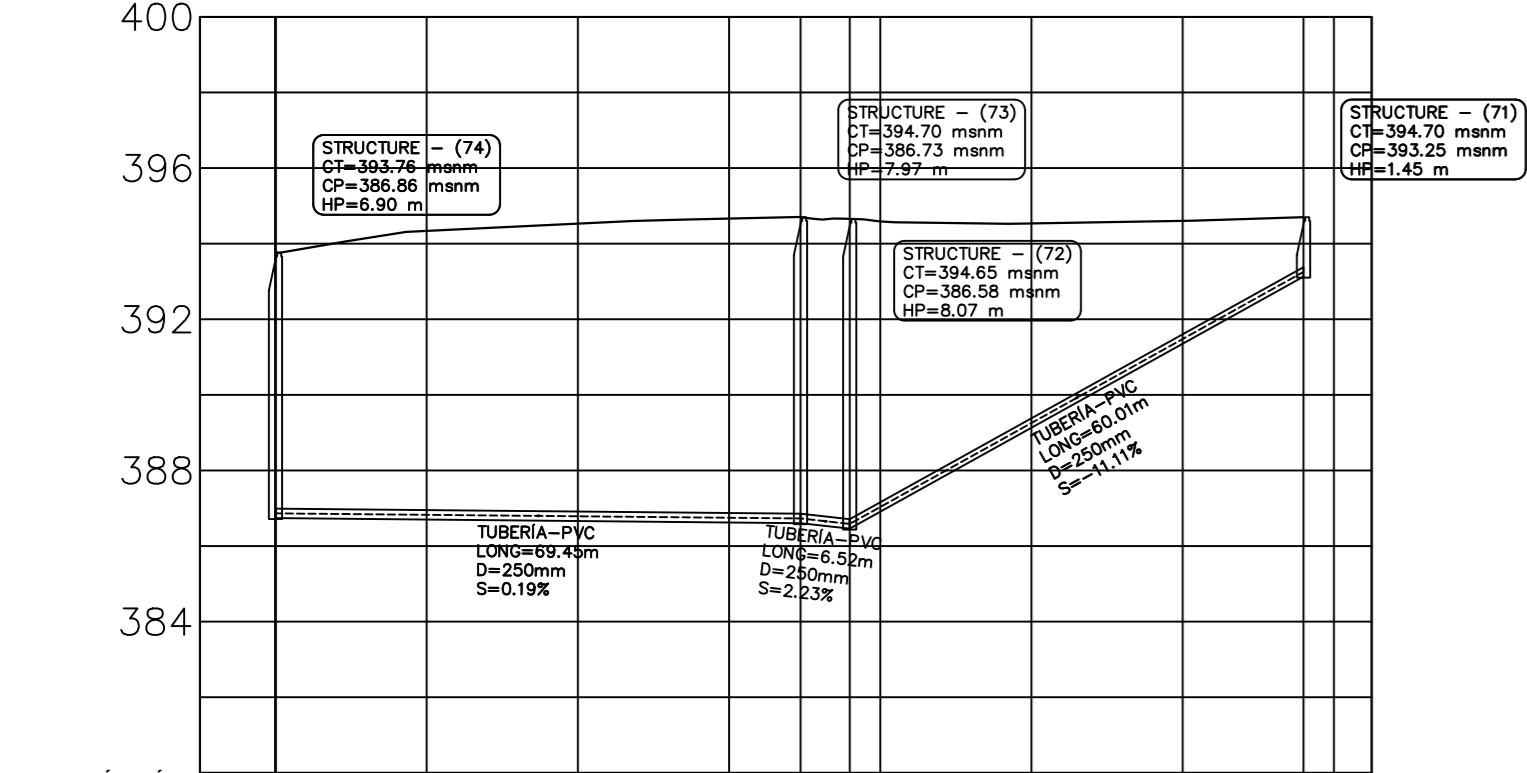 400
396
392
388
384
STRUCTURE - (74)
CT=393.76 msnm
CP=386.86 msnm
HP=6.90 m
STRUCTURE - (73)
CT=394.70 msnm
CP=386.73 msnm
HP=7.97 m
STRUCTURE - (71)
CT=394.70 msnm
CP=393.25 msnm
HP=1.45 m
STRUCTURE - (72)
CT=394.65 msnm
CP=386.58 msnm
HP=8.07 m
TUBERÍA-PVC
LONG=69.45m
D=250mm
S=0.19%
TUBERÍA-PVC
LONG=6.52m
D=250mm
S=2.23%
TUBERÍA-PVC
LONG=60.01m
D=250mm
S=-11.11%